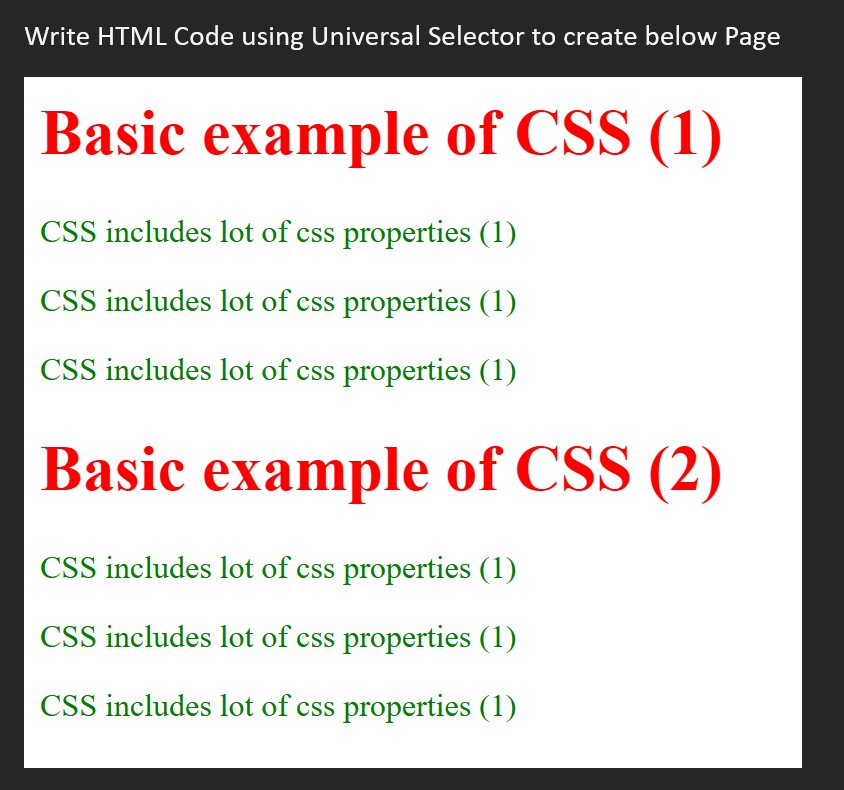 Write HTML Code using Universal Selector to create below Page
Basic example of CSS (1)
CSS includes lot of css properties (1)
CSS includes lot of css properties (1)
CSS includes lot of css properties (1)
Basic example of CSS (2)
CSS includes lot of css properties (1)
CSS includes lot of css properties (1)
CSS includes lot of css properties (1)